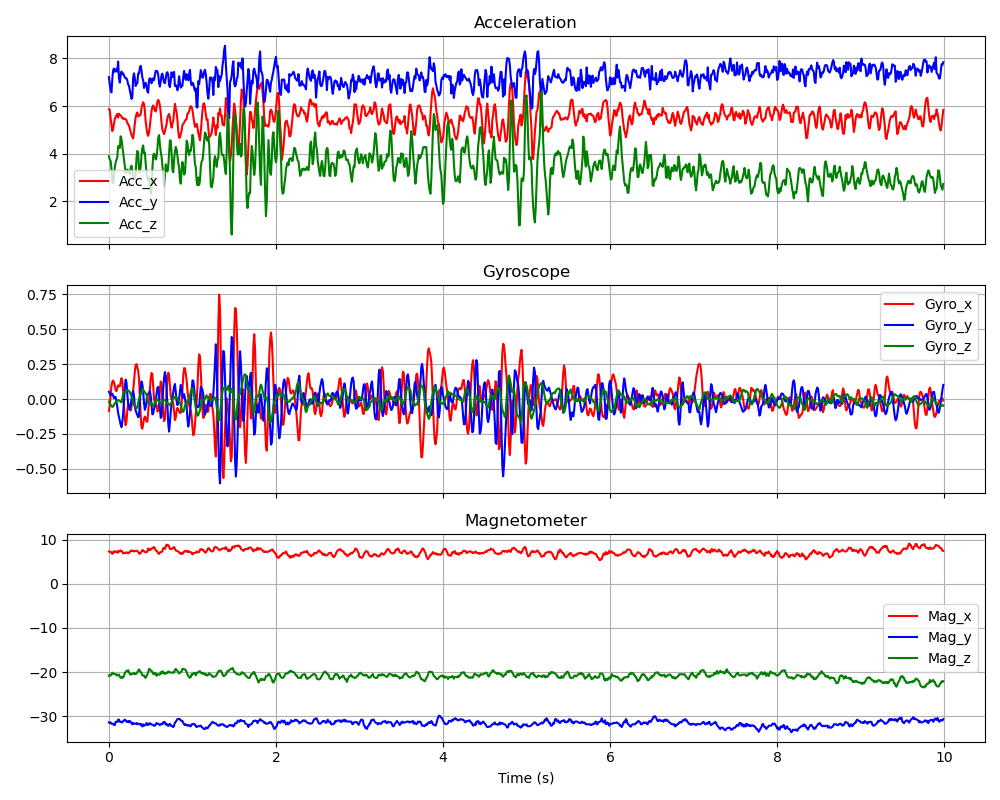 Acceleration
8
6
4
2
Acc_x
Acc_y
Acc_z
Gyroscope
0.75
0.50
0.25
0.00
−0.25
−0.50
Gyro_x
Gyro_y
Gyro_z
Magnetometer
10
0
−10
−20
−30
Mag_x
Mag_y
Mag_z
0 2 4 6 8 10
Time (s)